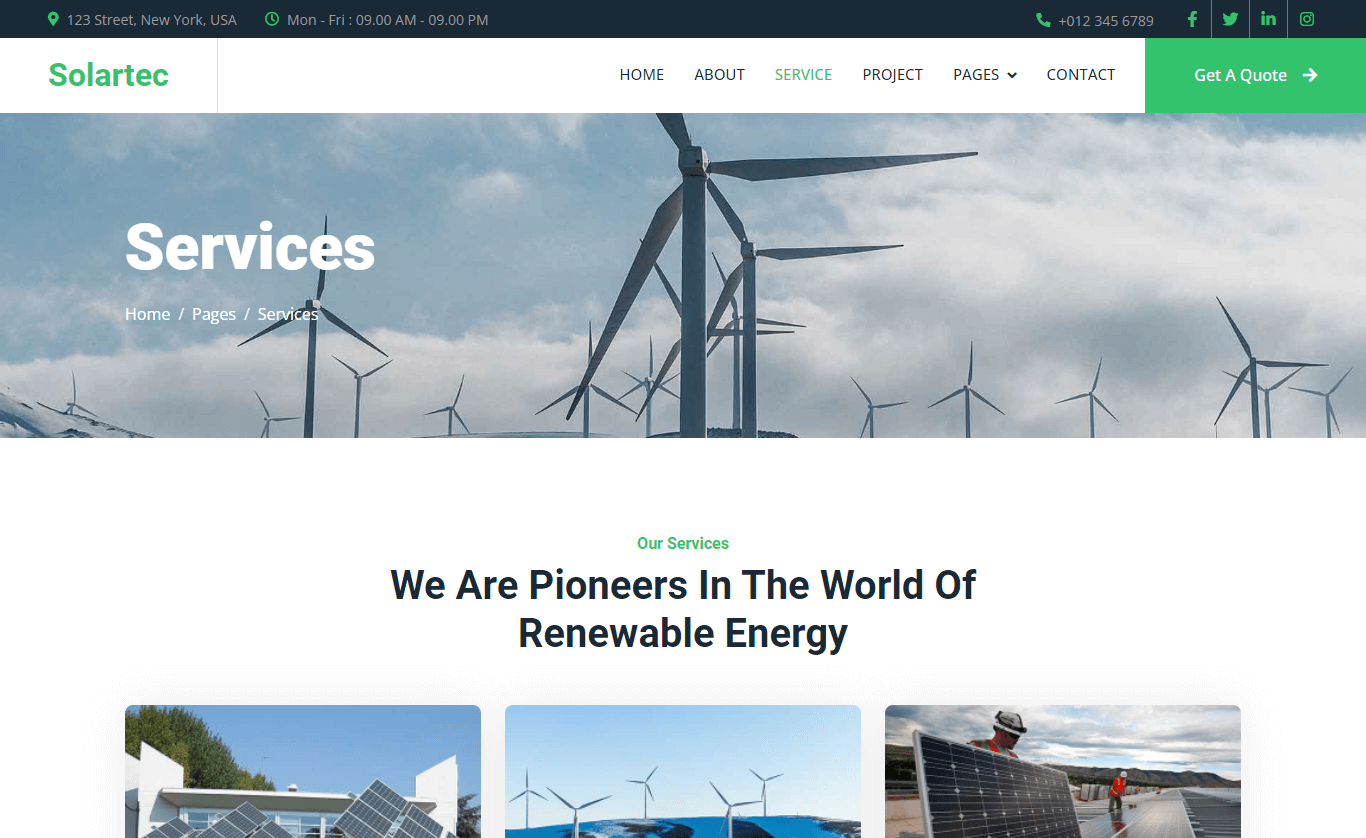 123 Street, New York, USA
Mon - Fri : 09.00 AM - 09.00 PM
+012 345 6789
Solartec
HOME
ABOUT
SERVICE
PROJECT
PAGES
CONTACT
Get A Quote
Services
Home / Pages / Services
Our Services
We Are Pioneers In The World Of
Renewable Energy